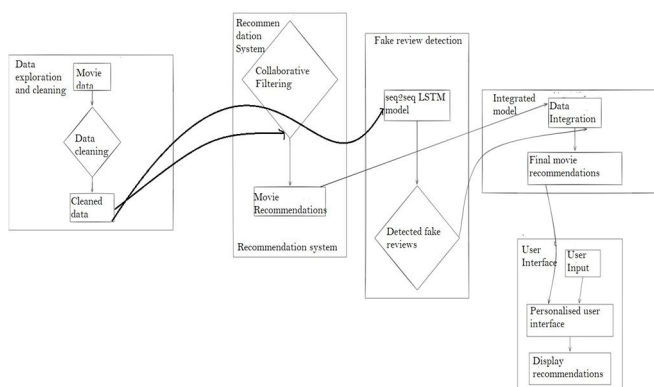 Data
exploration
and cleaning
Movie
data
Data
cleaning
Cleaned
data
Recommen
dation
System
Collaborative
Filtering
Movie
Recommendations
Recommendation system
Fake review detection
seq2seq LSTM
model
Detected fake
reviews
Integrated
model
Data
Integration
Final movie
recommendations
User
Interface
User
Input
Personalised user
interface
Display
recommendations